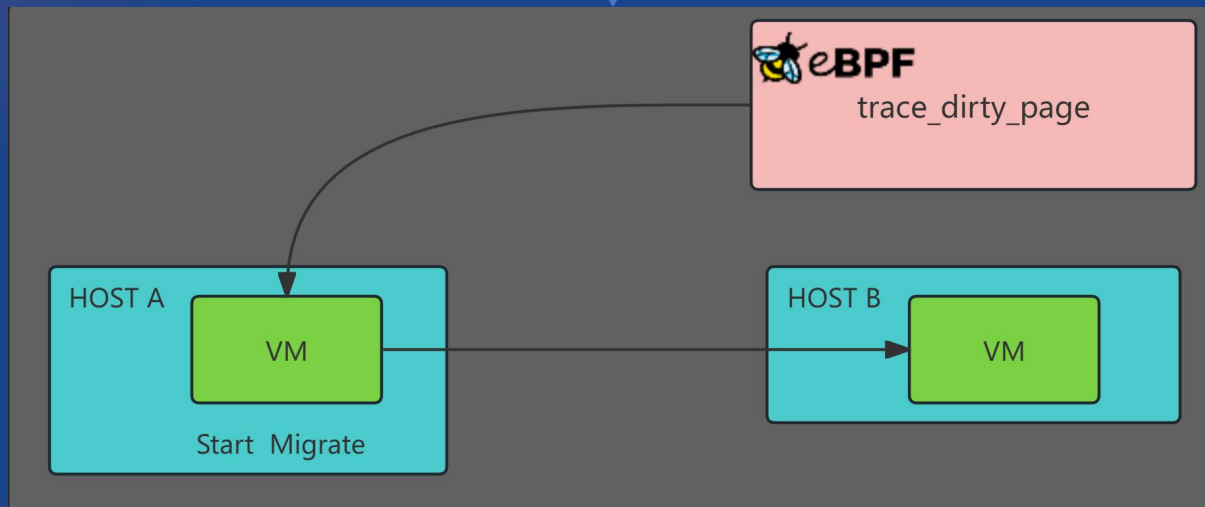 eBPF
trace_dirty_page
HOST A
VM
Start Migrate
HOST B
VM